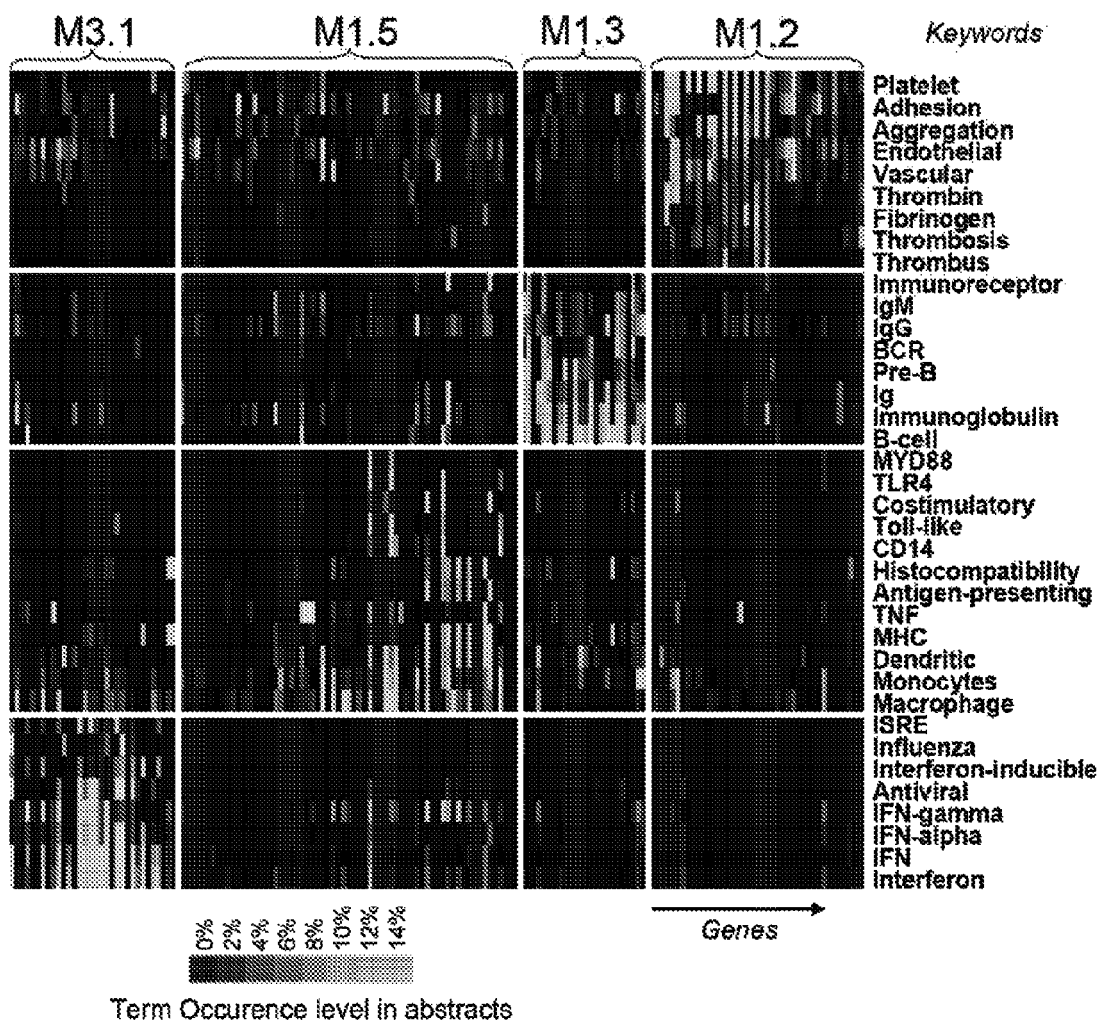 M3.1 M1.5 M1.3 M1.2 Keywords
Platelet
Adhesion
Aggregation
Endothelial
Vascular
Thrombin
Fibrinogen
Thrombosis
Thrombus
Immunoreceptor
IgM
IgG
BCR
Pre-B
Ig
Immunoglobulin
B-cell
MYD88
TLR4
Costimulatory
Toll-like
CD14
Histocompatibility
Antigen-presenting
TNF
MHC
Dendritic
Monocytes
Macrophage
ISRE
Influenza
Interferon-inducible
Antiviral
IFN-gamma
IFN-alpha
IFN
Interferon
Genes
0% 2% 4% 6% 8% 10% 12% 14%
Term Occurence level in abstracts